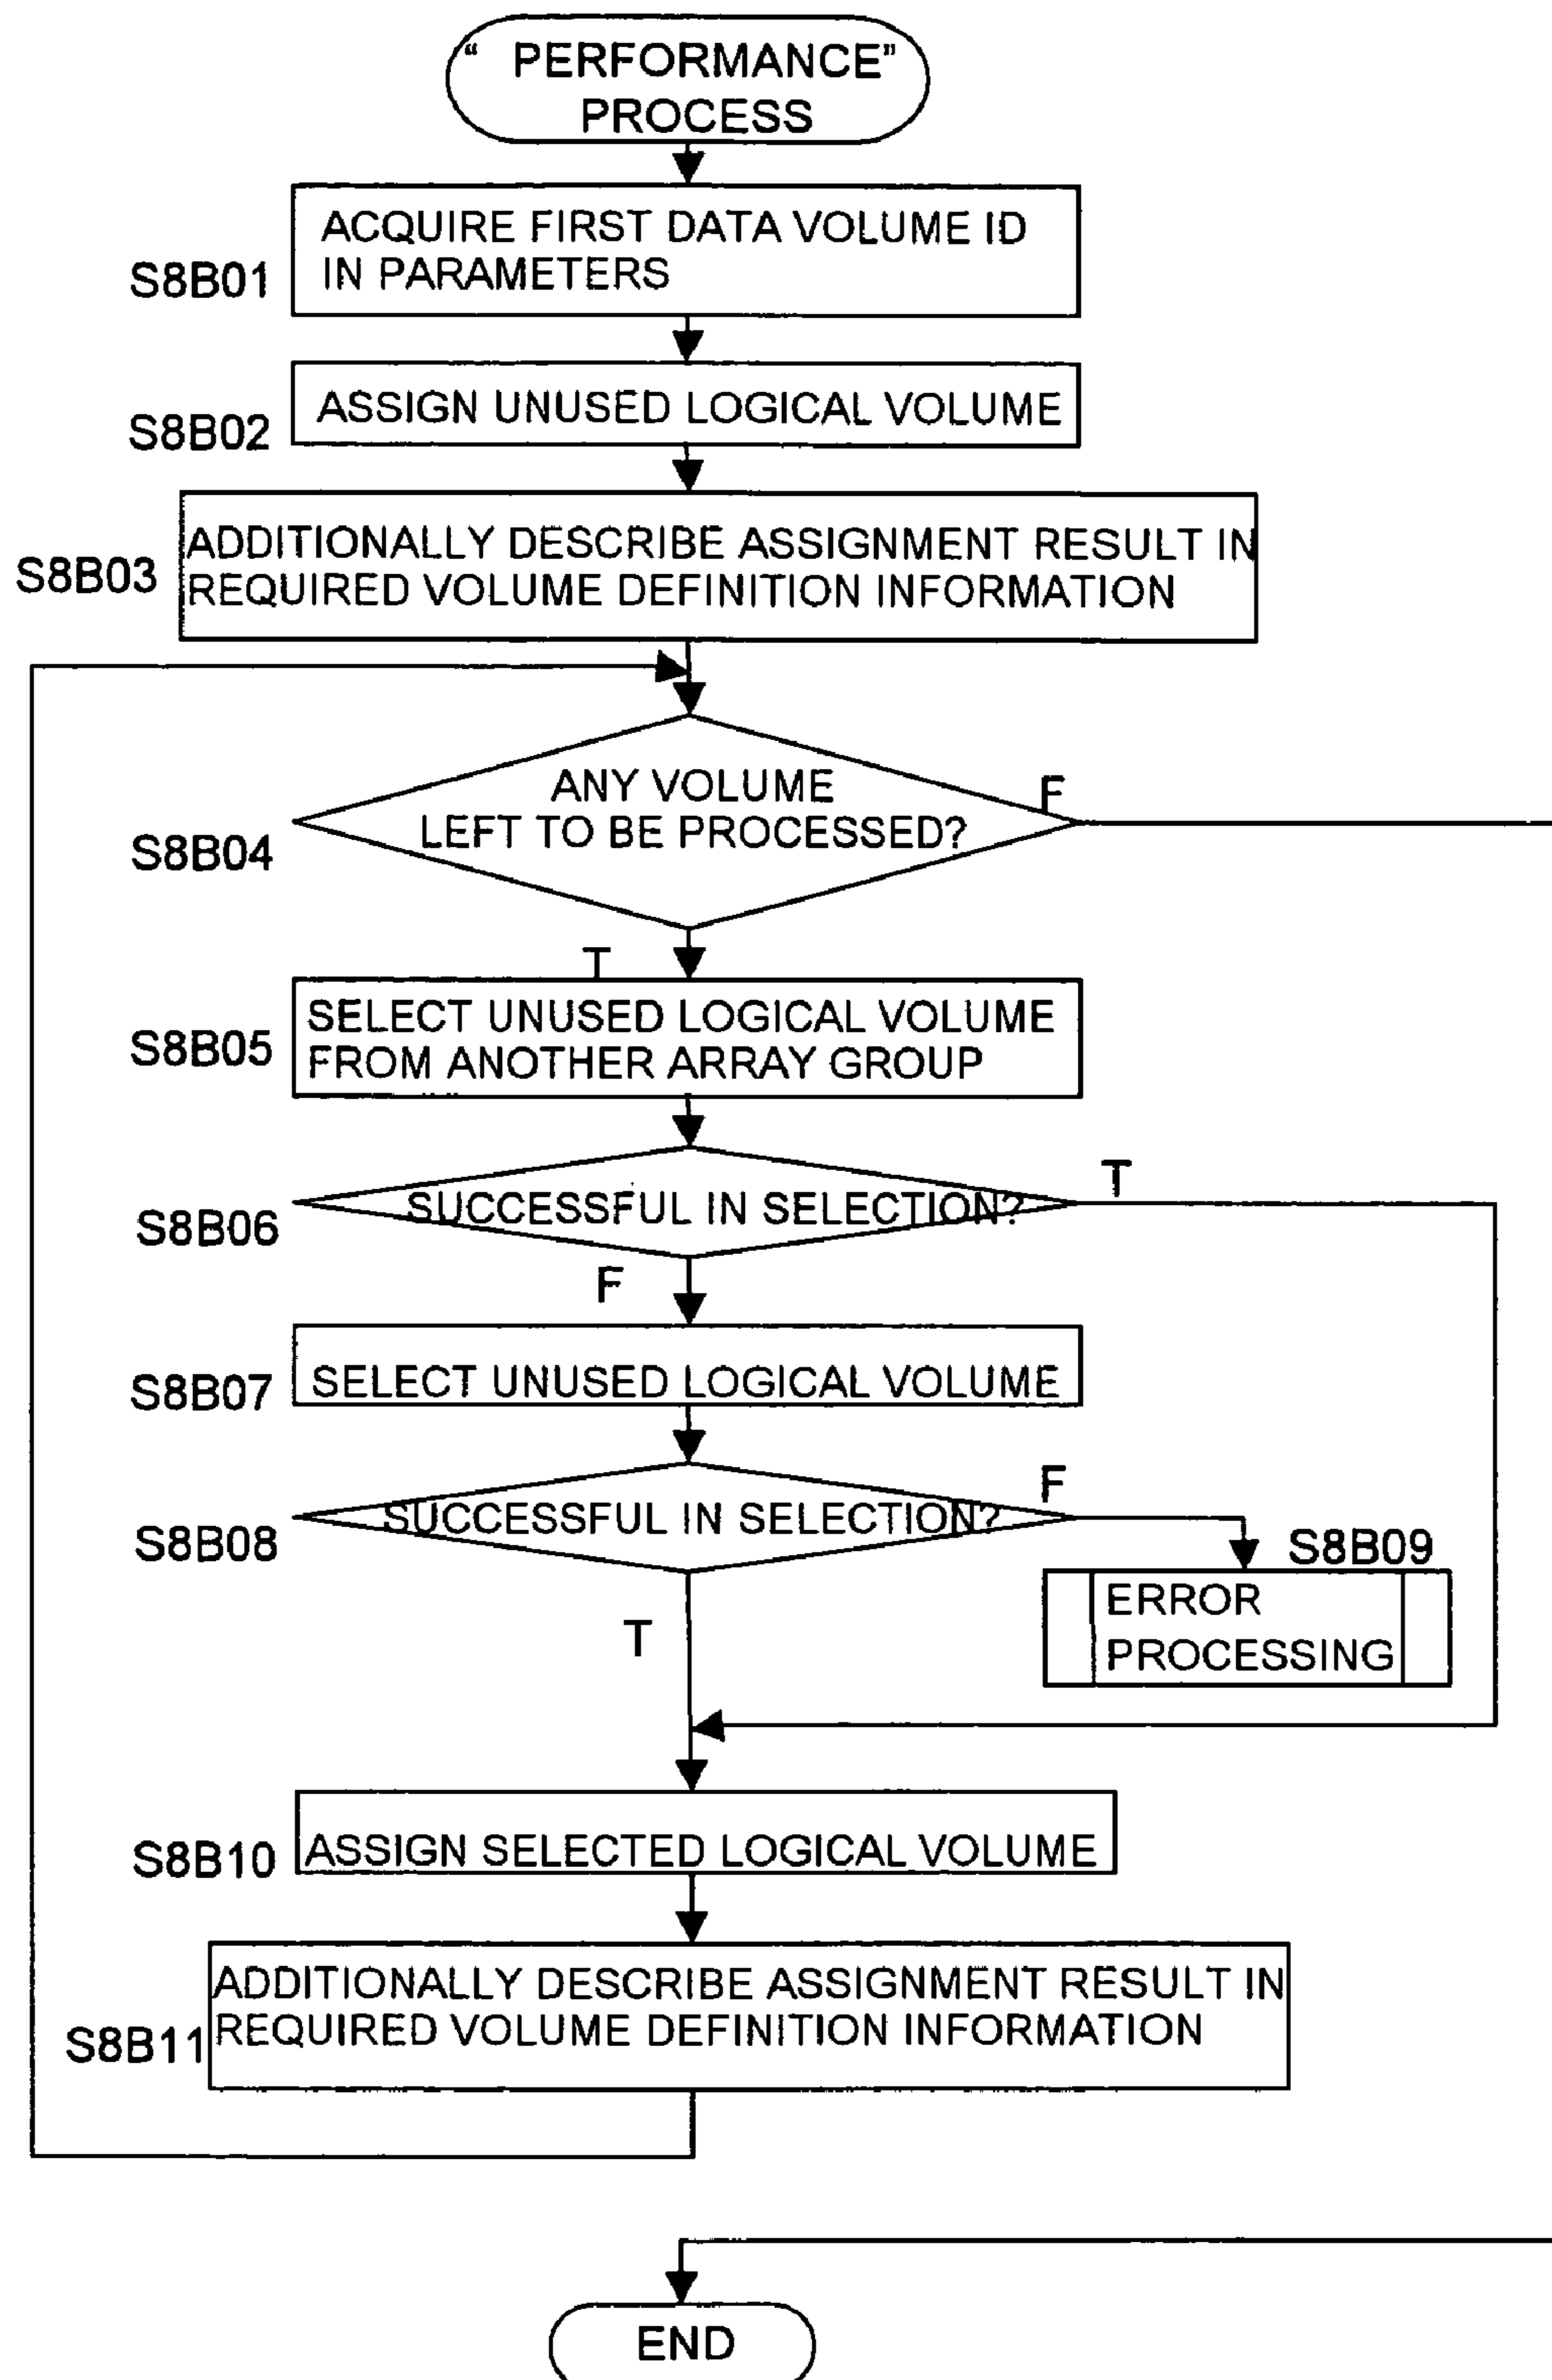 “ PERFORMANCE”
PROCESS
ACQUIRE FIRST DATA VOLUME ID
IN PARAMETERS
S8B01
ASSIGN UNUSED LOGICAL VOLUME
S8B02
ADDITIONALLY DESCRIBE ASSIGNMENT RESULT IN
REQUIRED VOLUME DEFINITION INFORMATION
S8B03
ANY VOLUME
LEFT TO BE PROCESSED?
F
S8B04
T
SELECT UNUSED LOGICAL VOLUME
FROM ANOTHER ARRAY GROUP
S8B05
SUCCESSFUL IN SELECTION?
T
S8B06
F
SELECT UNUSED LOGICAL VOLUME
S8B07
SUCCESSFUL IN SELECTION?
F
S8B08
S8B09
ERROR
PROCESSING
T
ASSIGN SELECTED LOGICAL VOLUME
S8B10
ADDITIONALLY DESCRIBE ASSIGNMENT RESULT IN
REQUIRED VOLUME DEFINITION INFORMATION
S8B11
END